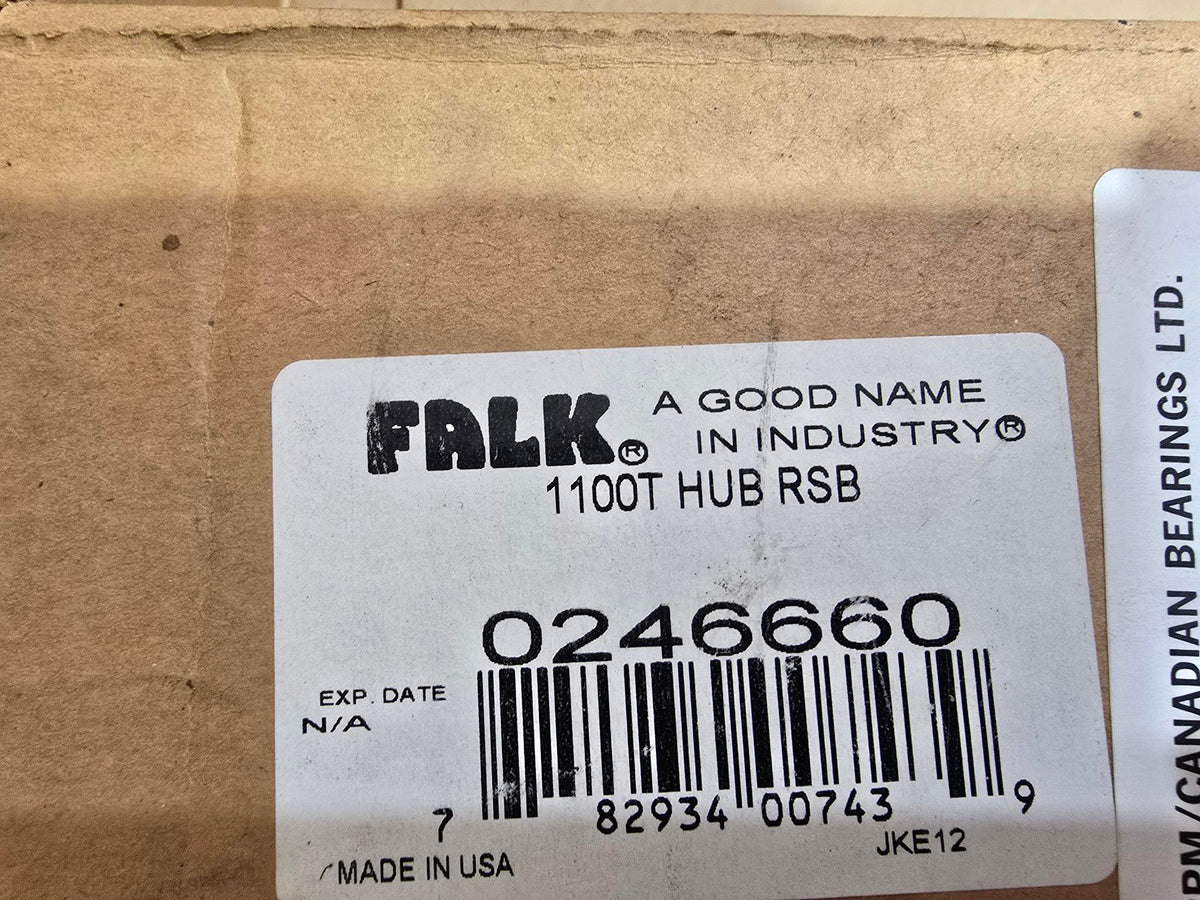 FALK® A GOOD NAME
IN INDUSTRY®
1100T HUB RSB
0246660
EXP. DATE
N/A
7 82934 00743 9
JKE12
MADE IN USA
RM/CANADIAN BEARINGS LTD.